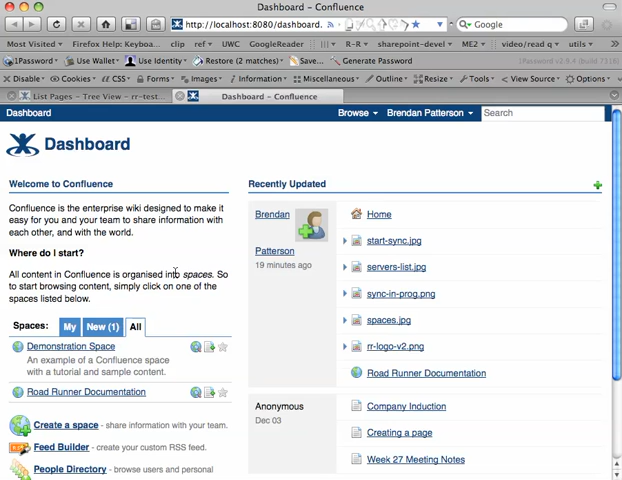 Dashboard – Confluence
http://localhost:8080/dashboard.
Google
Most Visited
Firefox Help: Keyboa...
clip
ref
UWC
GoogleReader
R-R
sharepoint-devel
ME2
video/read q
utils
1Password
Use Wallet
Use Identity
Restore (2 matches)
Save...
Generate Password
1Password v2.9.4 (build 7316)
Disable
Cookies
CSS
Forms
Images
Information
Miscellaneous
Outline
Resize
Tools
View Source
Options
List Pages – Tree View – rr-test...
Dashboard – Confluence
Dashboard
Browse
Brendan Patterson
Search
Dashboard
Welcome to Confluence
Confluence is the enterprise wiki designed to make it
easy for you and your team to share information with
each other, and with the world.
Where do I start?
All content in Confluence is organised into spaces. So
to start browsing content, simply click on one of the
spaces listed below.
Spaces:
My
New (1)
All
Demonstration Space
An example of a Confluence space
with a tutorial and sample content.
Road Runner Documentation
Create a space - share information with your team.
Feed Builder - create your custom RSS feed.
People Directory - browse users and personal
Recently Updated
Brendan
Patterson
19 minutes ago
Home
start-sync.jpg
servers-list.jpg
sync-in-prog.png
spaces.jpg
rr-logo-v2.png
Road Runner Documentation
Anonymous
Dec 03
Company Induction
Creating a page
Week 27 Meeting Notes